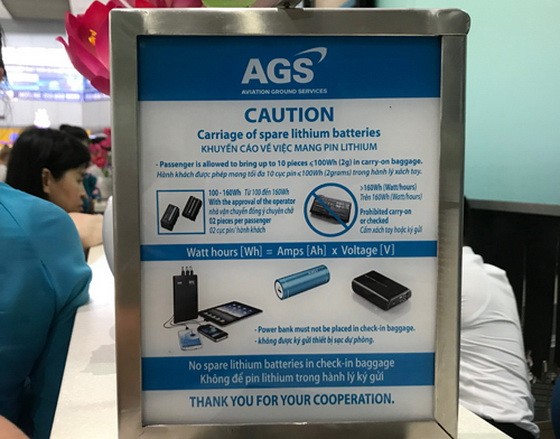 AGS
AVIATION GROUND SERVICES
CAUTION
Carriage of spare lithium batteries
KHUYẾN CÁO VỀ VIỆC MANG PIN LITHIUM
- Passenger is allowed to bring up to 10 pieces ⩽100Wh (2g) in carry-on baggage.
Hành khách được phép mang tối đa 10 cục pin ⩽100Wh (2grams) trong hành lý xách tay.
100 - 160Wh Từ 100 đến 160Wh
With the approval of the operator
nhà vận chuyển đồng ý chuyên chở
02 pieces per passenger
02 cục pin/ hành khách
>160Wh (Watt/hours)
Trên 160Wh (Watt/hours)
Prohibited carry-on
or checked
Cấm xách tay hoặc ký gửi
Watt hours [Wh] = Amps [Ah] x Voltage [V]
- Power bank must not be placed in check-in baggage.
- không được ký gửi thiết bị sạc dự phòng.
No spare lithium batteries in check-in baggage
Không để pin lithium trong hành lý ký gửi
THANK YOU FOR YOUR COOPERATION.